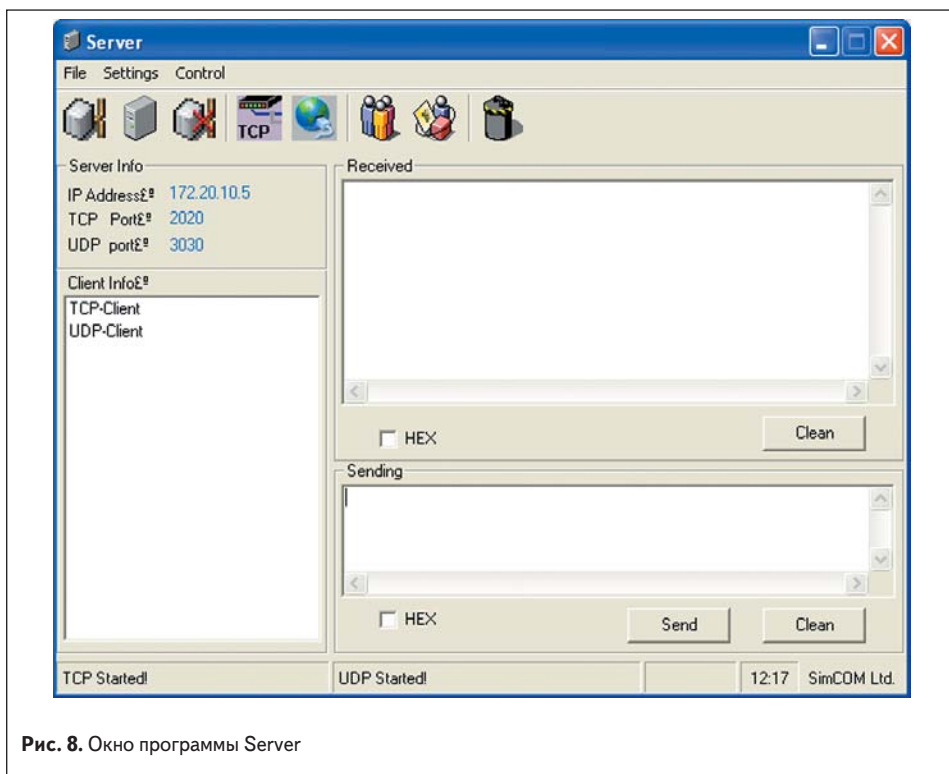 Server
File Settings Control
TCP
Server Info
IP Address£º 172.20.10.5
TCP Port£º 2020
UDP port£º 3030
Client Info£º
TCP-Client
UDP-Client
Received
HEX
Clean
Sending
HEX
Send
Clean
TCP Started!
UDP Started!
12:17
SimCOM Ltd.
Рис. 8. Окно программы Server